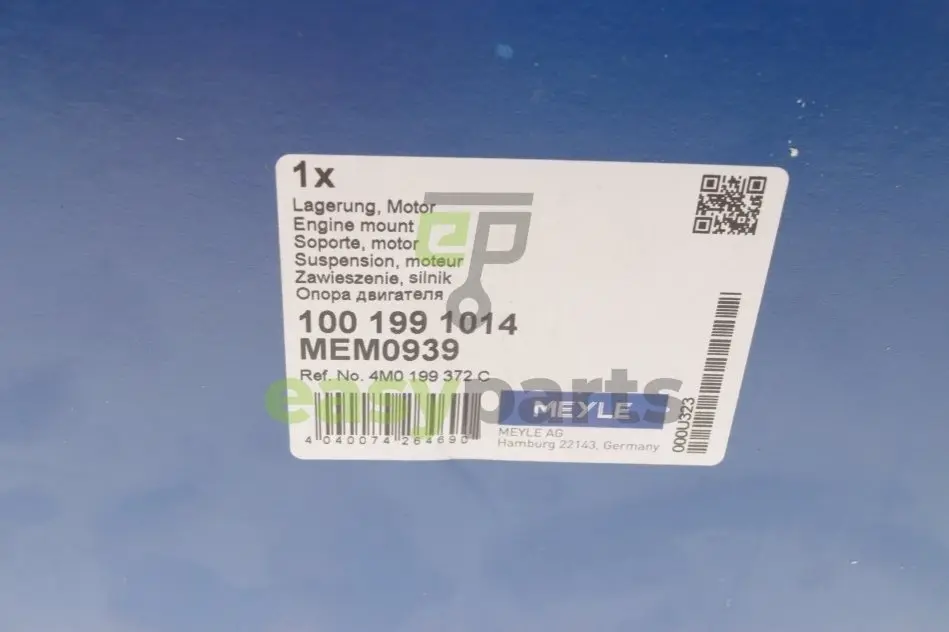 1x
Lagerung, Motor
Engine mount
Soporte, motor
Suspension, moteur
Zawieszenie, silnik
Опора двигателя
100 199 1014
MEM0939
Ref. No. 4M0 199 372 C
4 040074 264690
MEYLE
MEYLE AG
Hamburg 22143, Germany
000U323
ep
easyparts